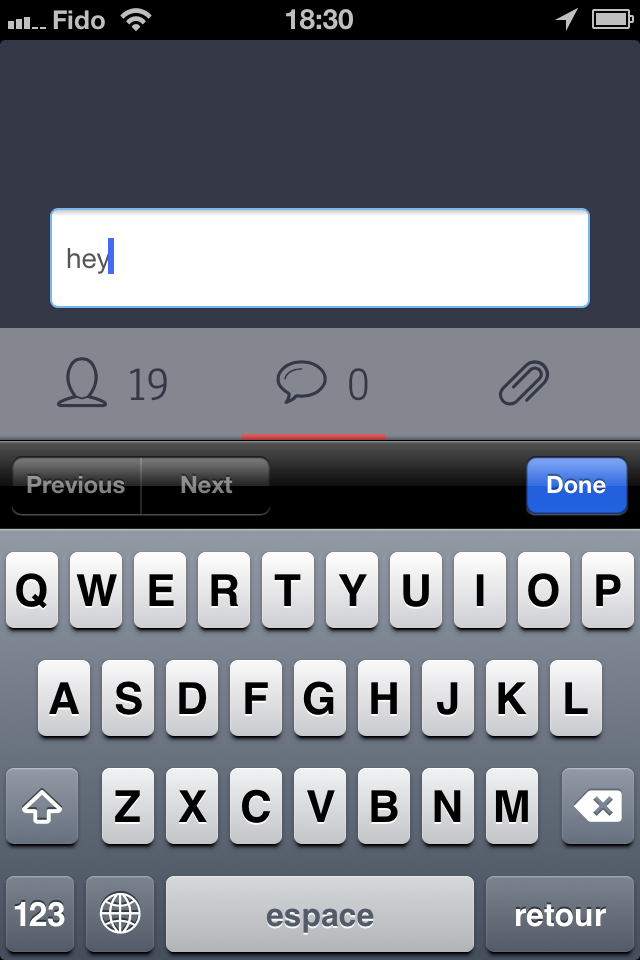 Fido 18:30
hey
19 0
Previous Next Done
Q W E R T Y U I O P
A S D F G H J K L
Z X C V B N M
123 espace retour